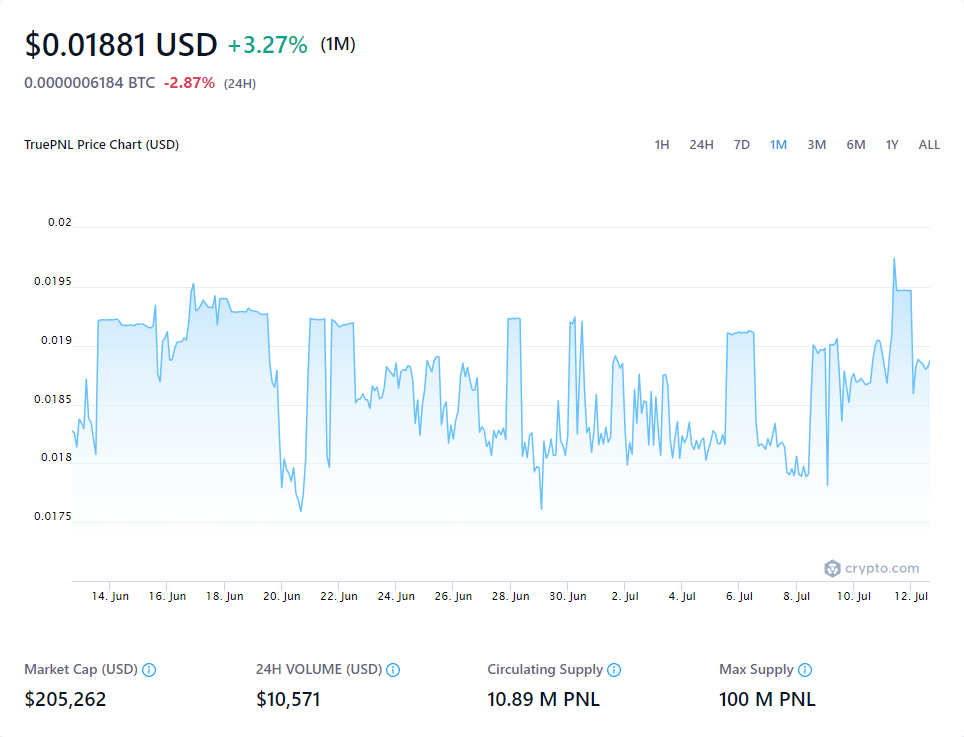 $0.01881 USD +3.27% (1M)
0.0000006184 BTC -2.87% (24H)
TruePNL Price Chart (USD) 1H 24H 7D 1M 3M 6M 1Y ALL
0.02
0.0195
0.019
0.0185
0.018
0.0175
crypto.com
14. Jun 16. Jun 18. Jun 20. Jun 22. Jun 24. Jun 26. Jun 28. Jun 30. Jun 2. Jul 4. Jul 6. Jul 8. Jul 10. Jul 12. Jul
Market Cap (USD) 24H VOLUME (USD) Circulating Supply Max Supply
$205,262 $10,571 10.89 M PNL 100 M PNL